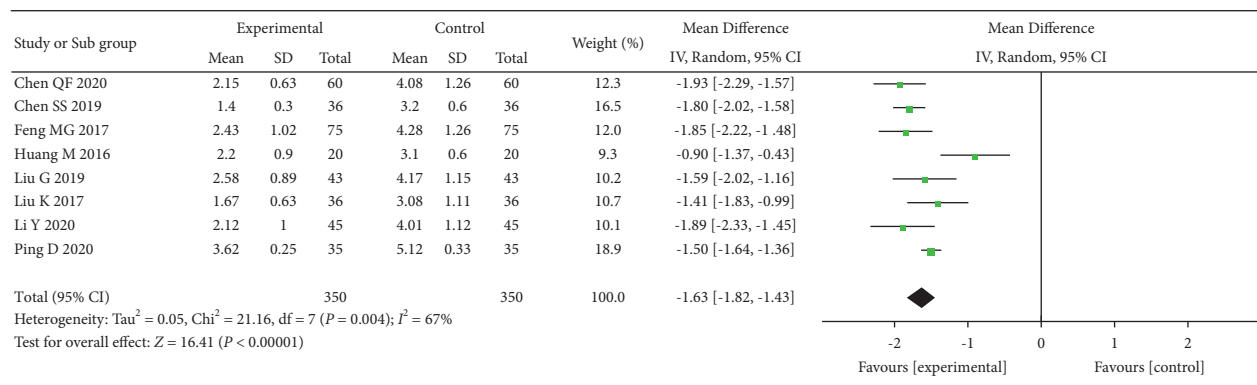 Study or Sub group Experimental Control Weight (%) Mean Difference Mean Difference
Mean SD Total Mean SD Total IV, Random, 95% CI IV, Random, 95% CI
Chen QF 2020 2.15 0.63 60 4.08 1.26 60 12.3 -1.93 [-2.29, -1.57]
Chen SS 2019 1.4 0.3 36 3.2 0.6 36 16.5 -1.80 [-2.02, -1.58]
Feng MG 2017 2.43 1.02 75 4.28 1.26 75 12.0 -1.85 [-2.22, -1 .48]
Huang M 2016 2.2 0.9 20 3.1 0.6 20 9.3 -0.90 [-1.37, -0.43]
Liu G 2019 2.58 0.89 43 4.17 1.15 43 10.2 -1.59 [-2.02, -1.16]
Liu K 2017 1.67 0.63 36 3.08 1.11 36 10.7 -1.41 [-1.83, -0.99]
Li Y 2020 2.12 1 45 4.01 1.12 45 10.1 -1.89 [-2.33, -1.45]
Ping D 2020 3.62 0.25 35 5.12 0.33 35 18.9 -1.50 [-1.64, -1.36]
Total (95% CI) 350 350 100.0 -1.63 [-1.82, -1.43]
Heterogeneity: Tau² = 0.05, Chi² = 21.16, df = 7 (P = 0.004); I² = 67%
Test for overall effect: Z = 16.41 (P < 0.00001)
-2 -1 0 1 2
Favours [experimental] Favours [control]